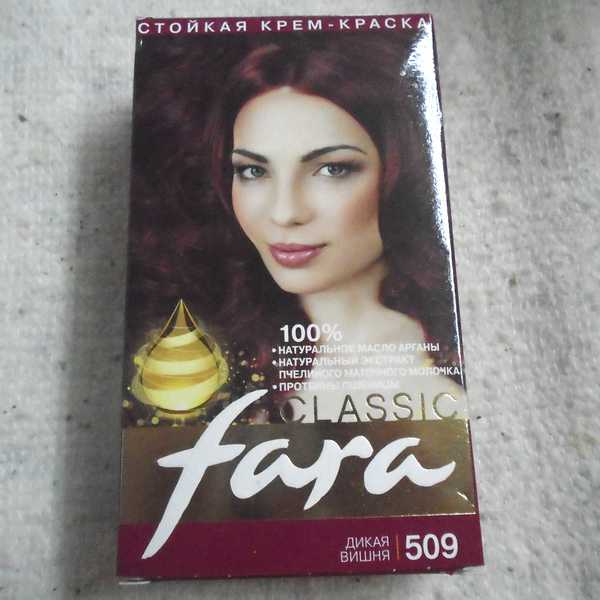 СТОЙКАЯ КРЕМ-КРАСКА
100%
• НАТУРАЛЬНОЕ МАСЛО АРГАНЫ
• НАТУРАЛЬНЫЙ ЭКСТРАКТ
ПЧЕЛИНОГО МАТОЧНОГО МОЛОЧКА
• ПРОТЕИНЫ ПШЕНИЦЫ
CLASSIC
fara
ДИКАЯ
ВИШНЯ
509